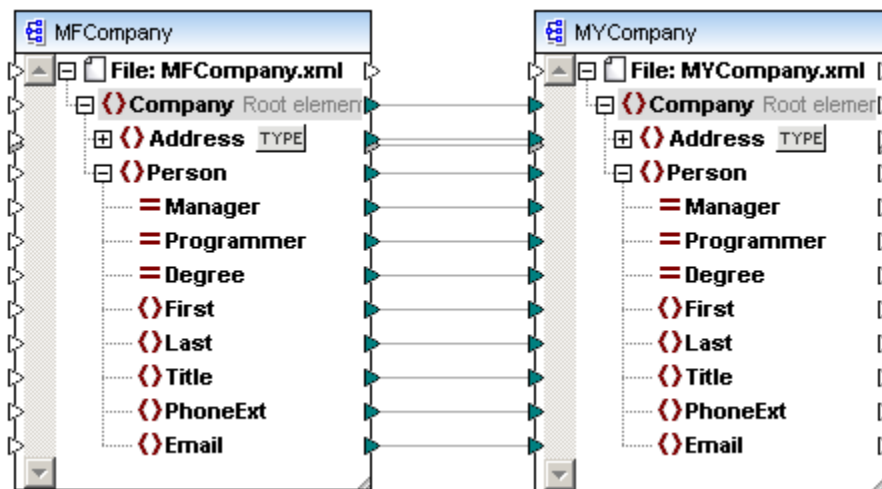 MFCompany
File: MFCompany.xml
Company Root elemen
Address TYPE
Person
Manager
Programmer
Degree
First
Last
Title
PhoneExt
Email
MYCompany
File: MYCompany.xml
Company Root elemer
Address TYPE
Person
Manager
Programmer
Degree
First
Last
Title
PhoneExt
Email